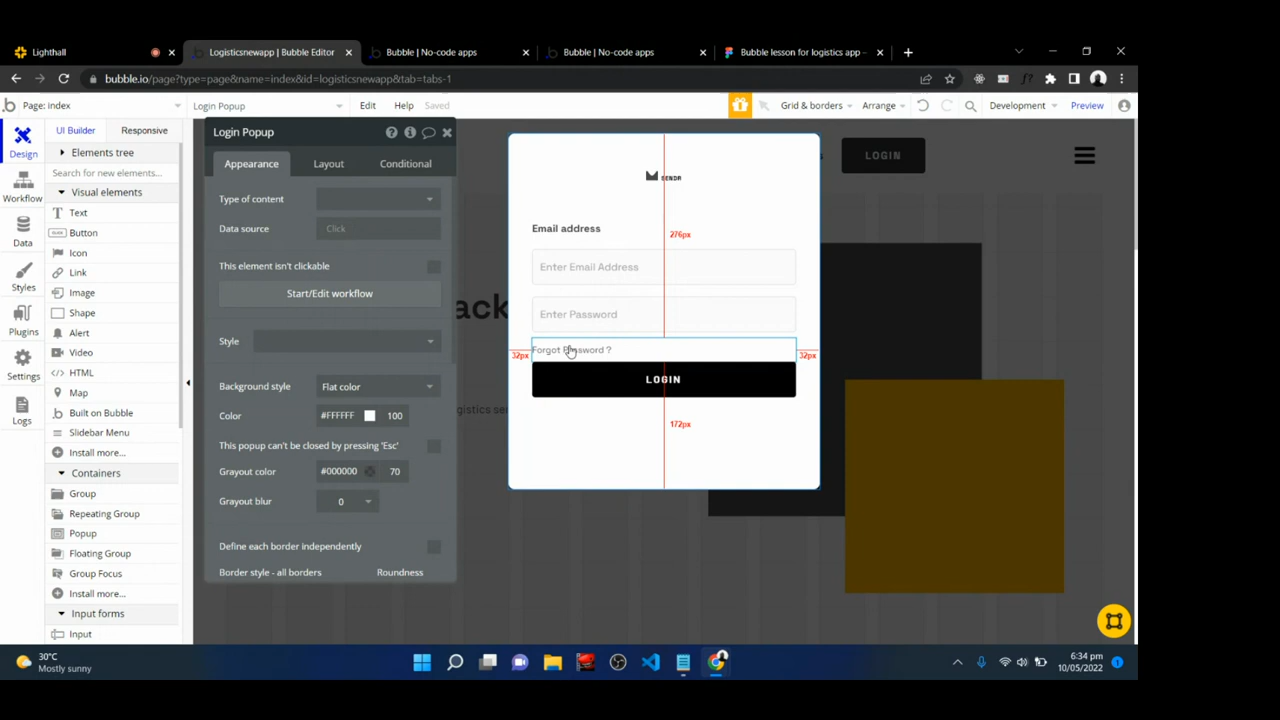 Lighthall
Logisticsnewapp | Bubble Editor
Bubble | No-code apps
Bubble | No-code apps
Bubble lesson for logistics app –
bubble.io/page?type=page&name=index&id=logisticsnewapp&tab=tabs-1
Page: index
Login Popup
Edit
Help
Saved
Grid & borders
Arrange
Development
Preview
Design
Workflow
Data
Styles
Plugins
Settings
Logs
UI Builder
Responsive
Elements tree
Search for new elements...
Visual elements
Text
CLICK
Button
Icon
Link
Image
Shape
Alert
Video
</>
HTML
Map
Built on Bubble
Slidebar Menu
Install more...
Containers
Group
Repeating Group
Popup
Floating Group
Group Focus
Install more...
Input forms
Input
Login Popup
Appearance
Layout
Conditional
Type of content
Data source
Click
This element isn't clickable
Start/Edit workflow
Style
Background style
Flat color
Color
#FFFFFF
100
This popup can't be closed by pressing 'Esc'
Grayout color
#000000
70
Grayout blur
0
Define each border independently
Border style - all borders
Roundness
SENDR
Email address
276px
Enter Email Address
Enter Password
Forgot Password ?
32px
32px
LOGIN
172px
LOGIN
ack
gistics se
30°C
Mostly sunny
6:34 pm
10/05/2022
1